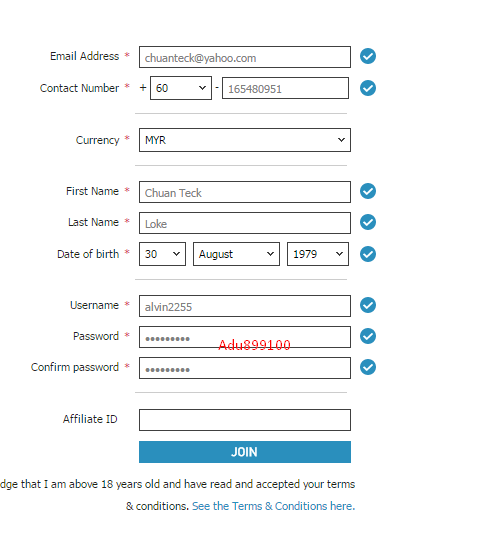 Email Address * chuanteck@yahoo.com
Contact Number * + 60 - 165480951
Currency * MYR
First Name * Chuan Teck
Last Name * Loke
Date of birth * 30 August 1979
Username * alvin2255
Password * •••••••••
Adu899100
Confirm password * •••••••••
Affiliate ID
JOIN
dge that I am above 18 years old and have read and accepted your terms
& conditions. See the Terms & Conditions here.